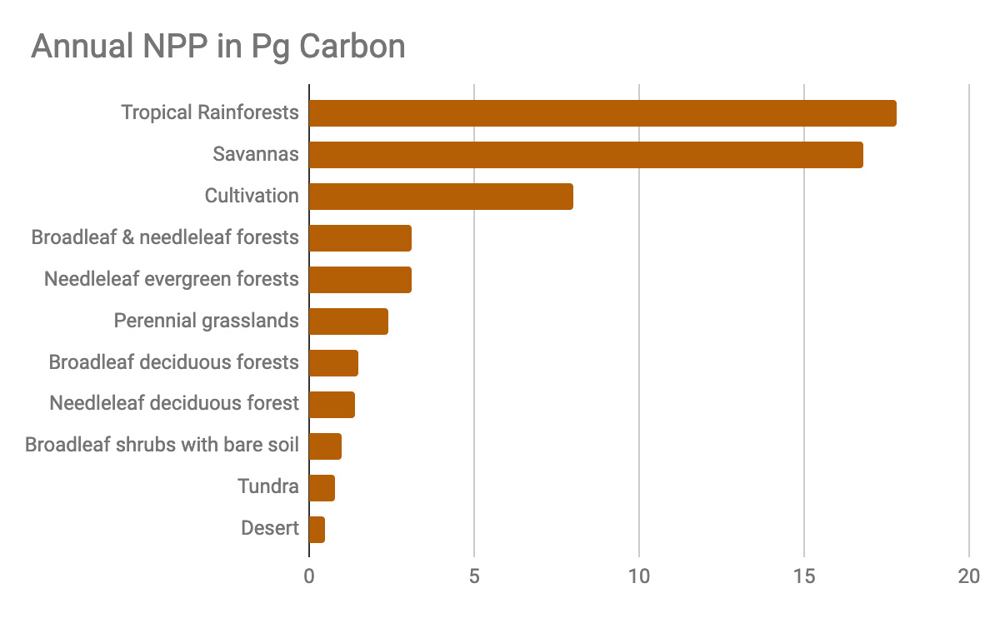 Annual NPP in Pg Carbon
Tropical Rainforests
Savannas
Cultivation
Broadleaf & needleleaf forests
Needleleaf evergreen forests
Perennial grasslands
Broadleaf deciduous forests
Needleleaf deciduous forest
Broadleaf shrubs with bare soil
Tundra
Desert
0 5 10 15 20